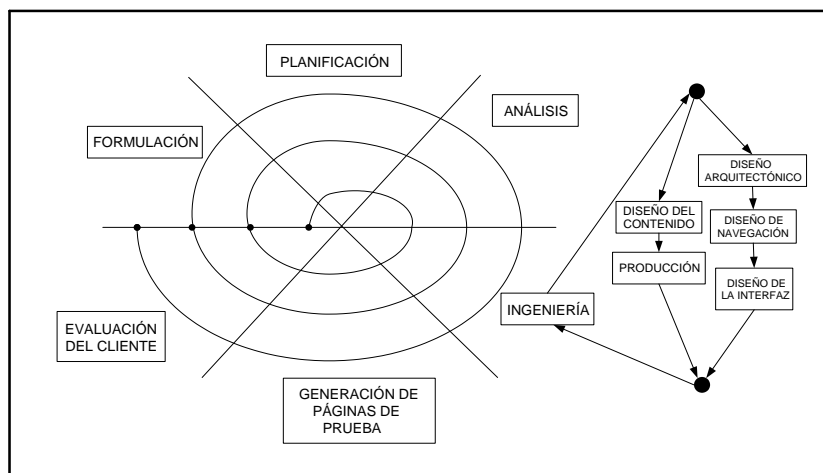 PLANIFICACIÓN
ANÁLISIS
FORMULACIÓN
DISEÑO
ARQUITECTÓNICO
DISEÑO DEL
CONTENIDO
DISEÑO DE
NAVEGACIÓN
PRODUCCIÓN
DISEÑO DE
LA INTERFAZ
INGENIERÍA
EVALUACIÓN
DEL CLIENTE
GENERACIÓN DE
PÁGINAS DE
PRUEBA